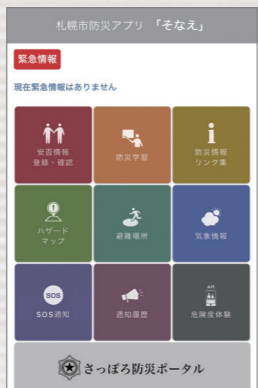 札幌市防災アプリ 「そなえ」
緊急情報
現在緊急情報はありません
安否情報
登録・確認
防災学習
防災情報
リンク集
ハザード
マップ
避難場所
気象情報
SOS
SOS通知
通知履歴
AR
危険度体験
さっぽろ防災ポータル